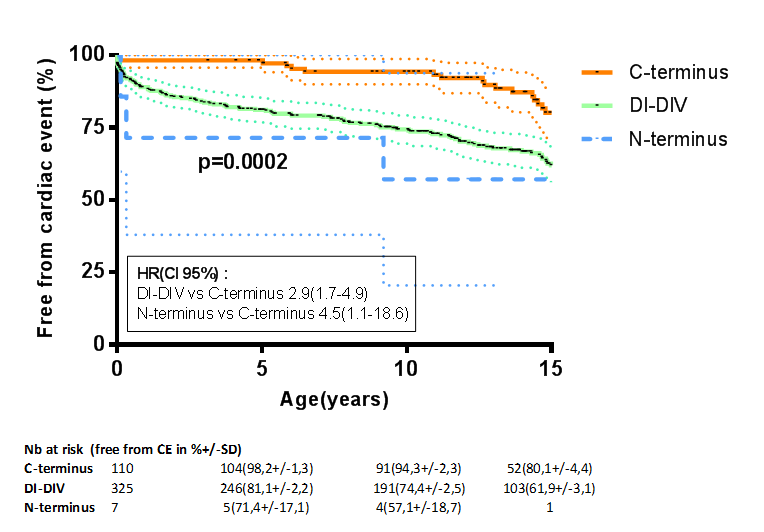 Free from cardiac event (%)
100
75
50
25
0
p=0.0002
HR(CI 95%) :
DI-DIV vs C-terminus 2.9(1.7-4.9)
N-terminus vs C-terminus 4.5(1.1-18.6)
0 5 10 15
Age(years)
C-terminus
DI-DIV
N-terminus
Nb at risk (free from CE in %+/-SD)
C-terminus 110 104(98,2+/-1,3) 91(94,3+/-2,3) 52(80,1+/-4,4)
DI-DIV 325 246(81,1+/-2,2) 191(74,4+/-2,5) 103(61,9+/-3,1)
N-terminus 7 5(71,4+/-17,1) 4(57,1+/-18,7) 1